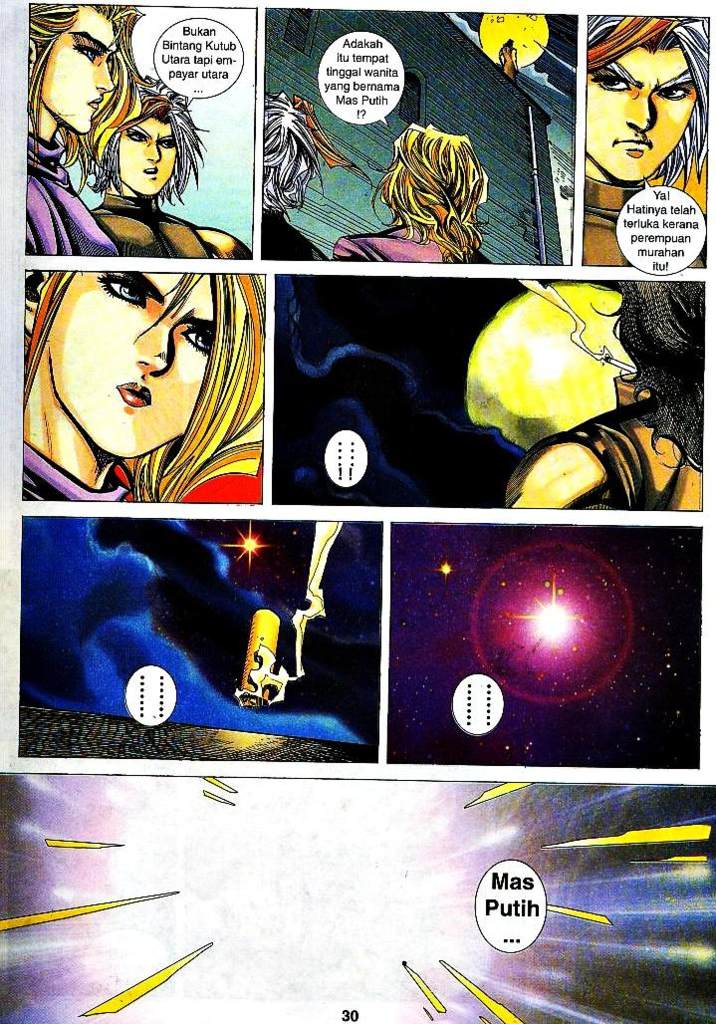 Bukan
Bintang Kutub
Utara tapi em-
payar utara
...
Adakah
itu tempat
tinggal wanita
yang bernama
Mas Putih
!?
Ya!
Hatinya telah
terluka kerana
perempuan
murahan
itu!
......
!!
Mas
Putih
...
30